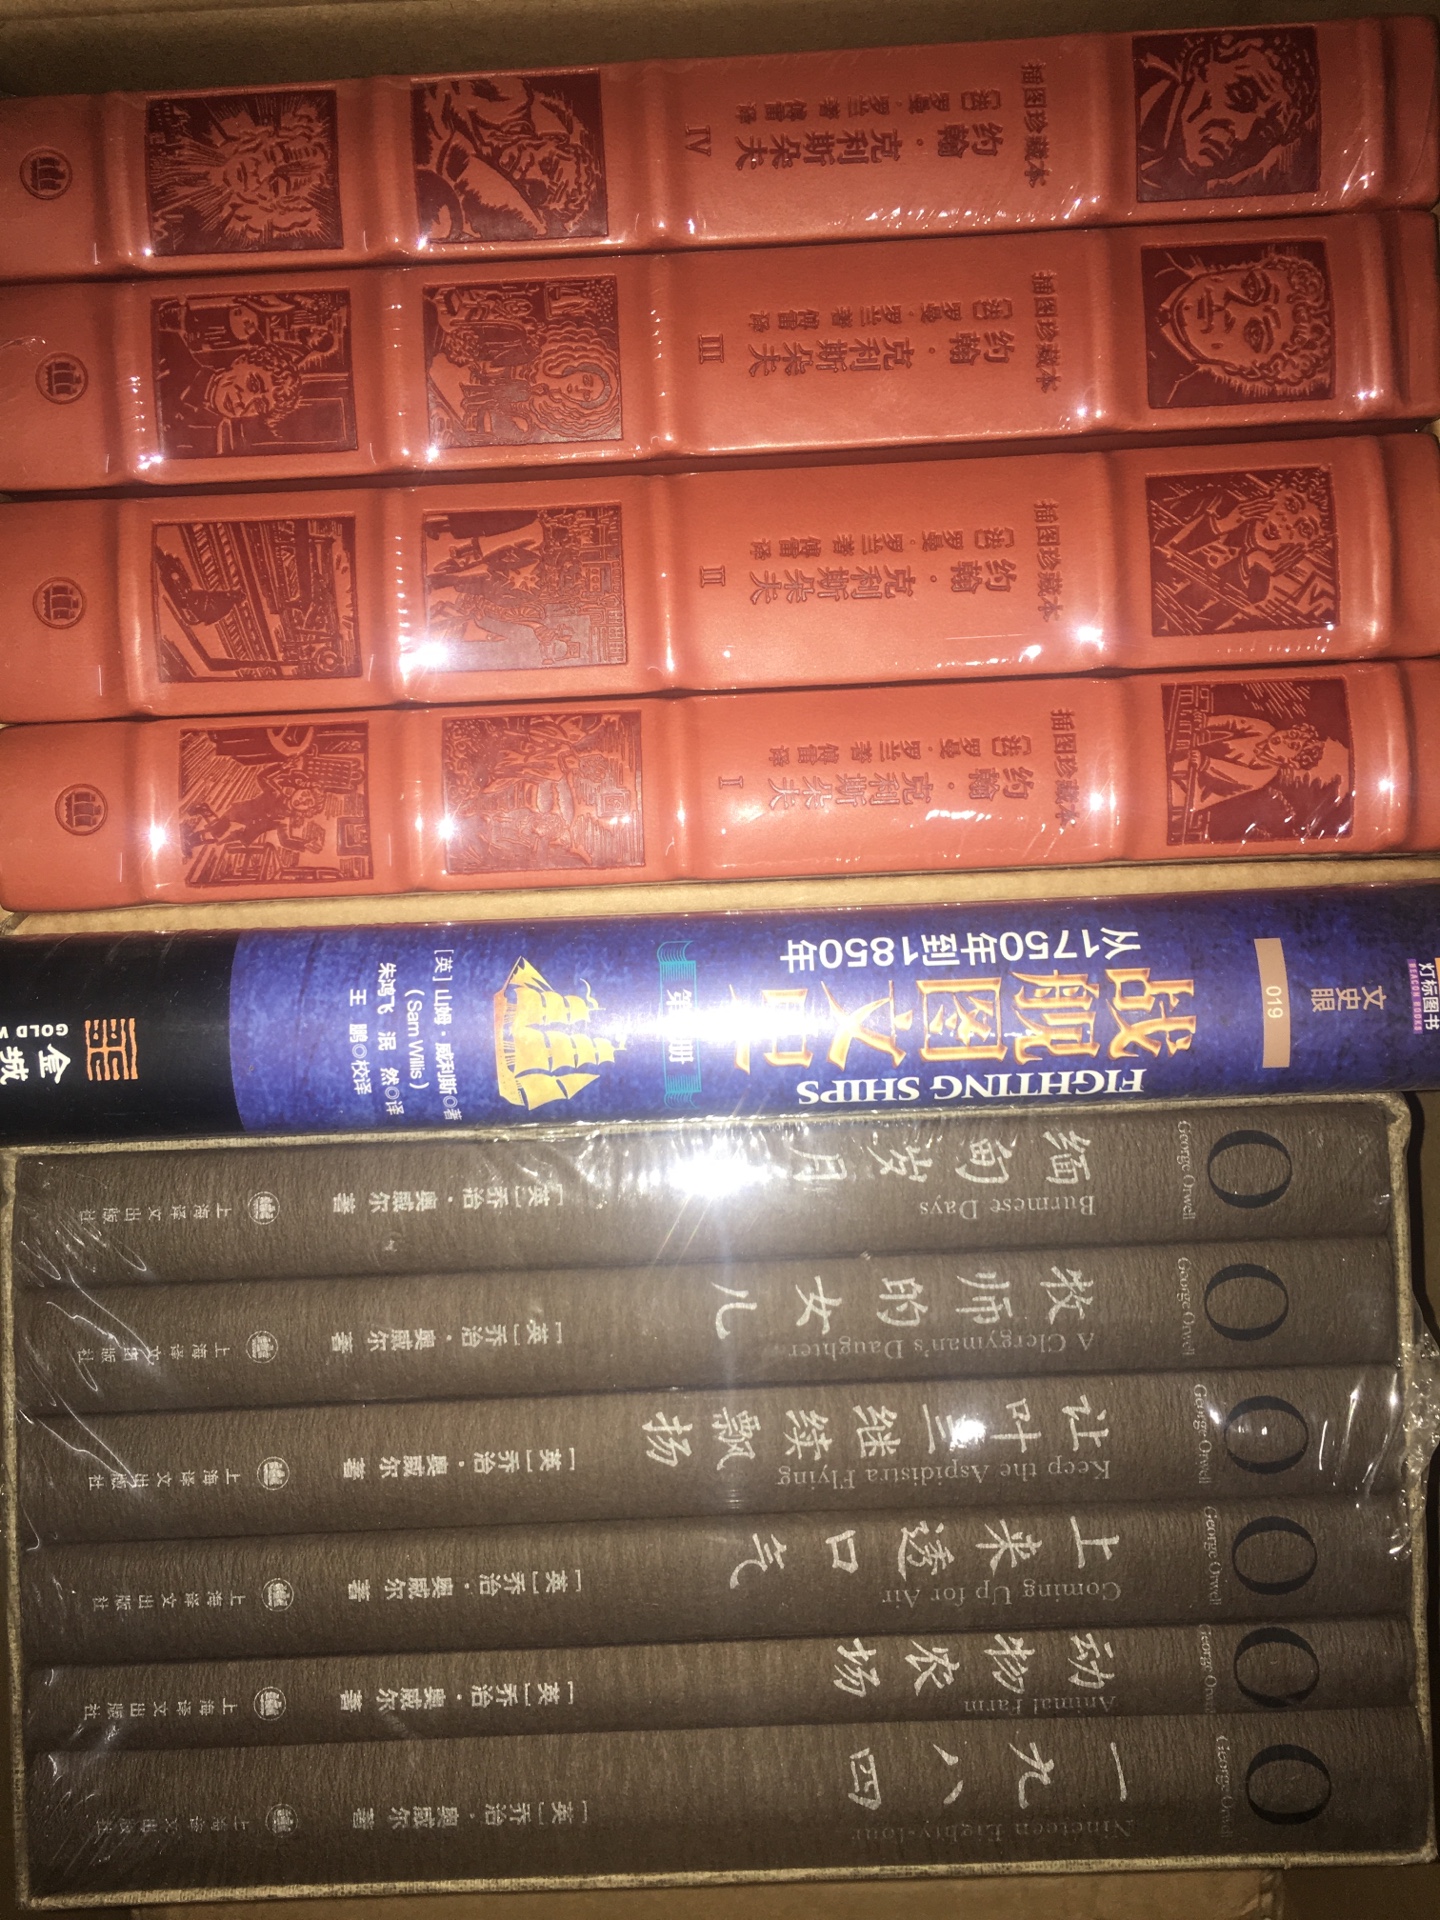 插图珍藏本
约翰·克利斯朵夫
[法]罗曼·罗兰著 傅雷译
IV
插图珍藏本
约翰·克利斯朵夫
[法]罗曼·罗兰著 傅雷译
III
插图珍藏本
约翰·克利斯朵夫
[法]罗曼·罗兰著 傅雷译
II
插图珍藏本
约翰·克利斯朵夫
[法]罗曼·罗兰著 傅雷译
I
灯标图书
BEACON BOOKS
文史眼
019
FIGHTING SHIPS
战舰图文史
从1750年到1850年
册
[英]山姆·威利斯◎著
(Sam Willis)
朱鸿飞 泯然◎译
王鹏◎校译
金城
GOLD
George Orwell
缅甸岁月
Burmese Days
[英]乔治·奥威尔 著
上海译文出版社
George Orwell
牧师的女儿
A Clergyman's Daughter
[英]乔治·奥威尔 著
上海译文出版社
George Orwell
让叶兰继续飘扬
Keep the Aspidistra Flying
[英]乔治·奥威尔 著
上海译文出版社
George Orwell
上来透口气
Coming Up for Air
[英]乔治·奥威尔 著
上海译文出版社
George Orwell
动物农场
Animal Farm
[英]乔治·奥威尔 著
上海译文出版社
George Orwell
一九八四
Nineteen Eighty-four
[英]乔治·奥威尔 著
上海译文出版社